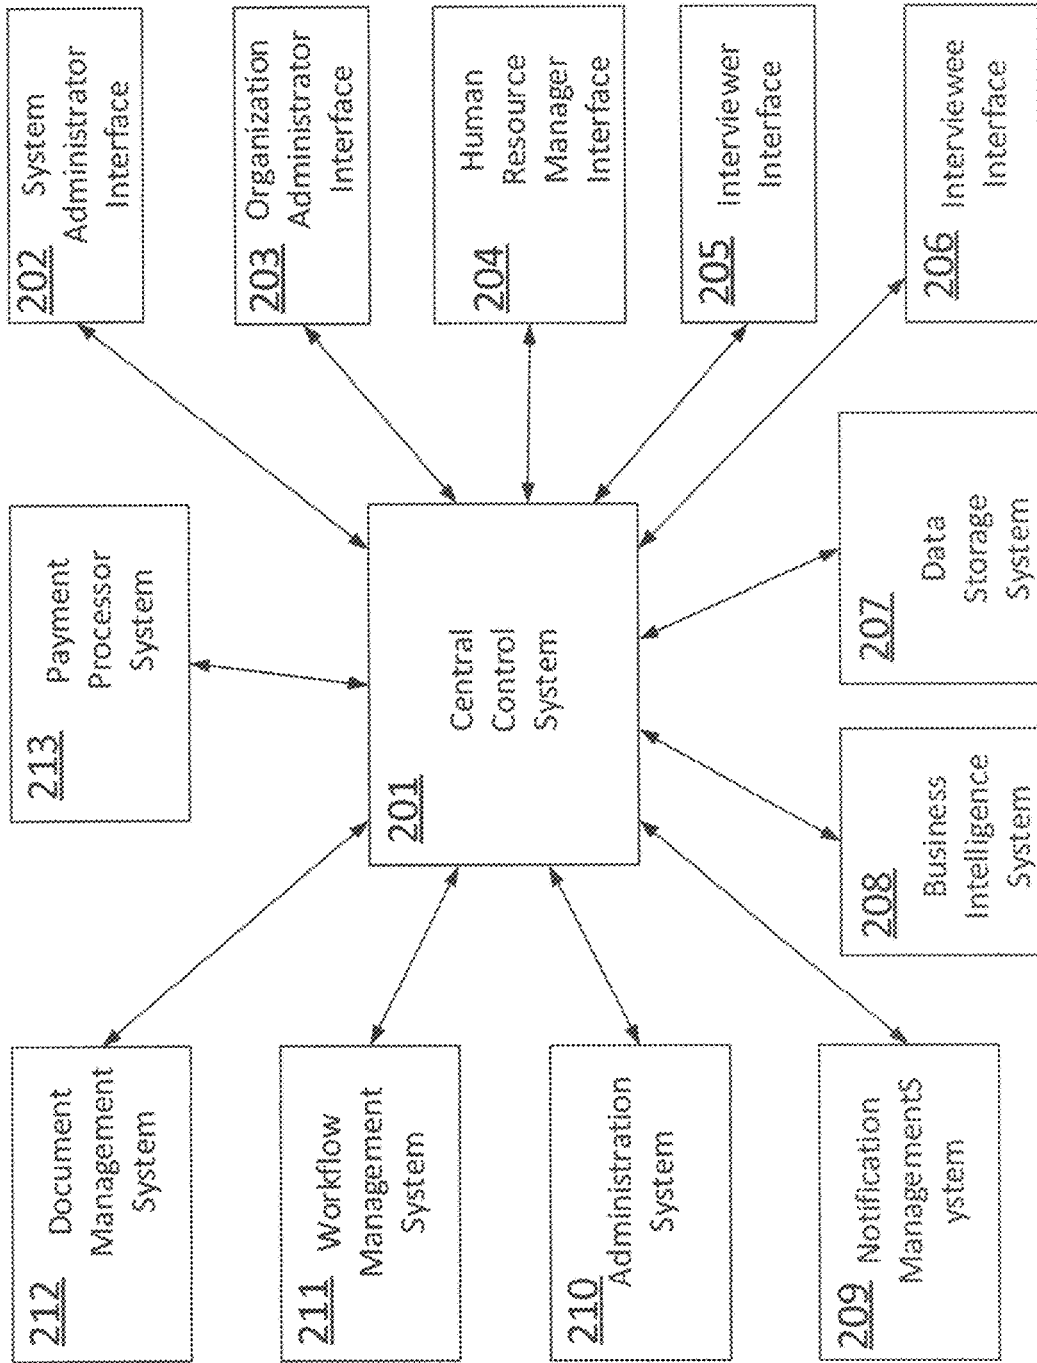 212
Document
Management
System
213
Payment
Processor
System
202
System
Administrator
Interface
211
Workflow
Management
System
203
Organization
Administrator
Interface
201
Central
Control
System
204
Human
Resource
Manager
Interface
210
Administration
System
205
Interviewer
Interface
209
Notification
ManagementS
ystem
208
Business
Intelligence
System
207
Data
Storage
System
206
Interviewee
Interface